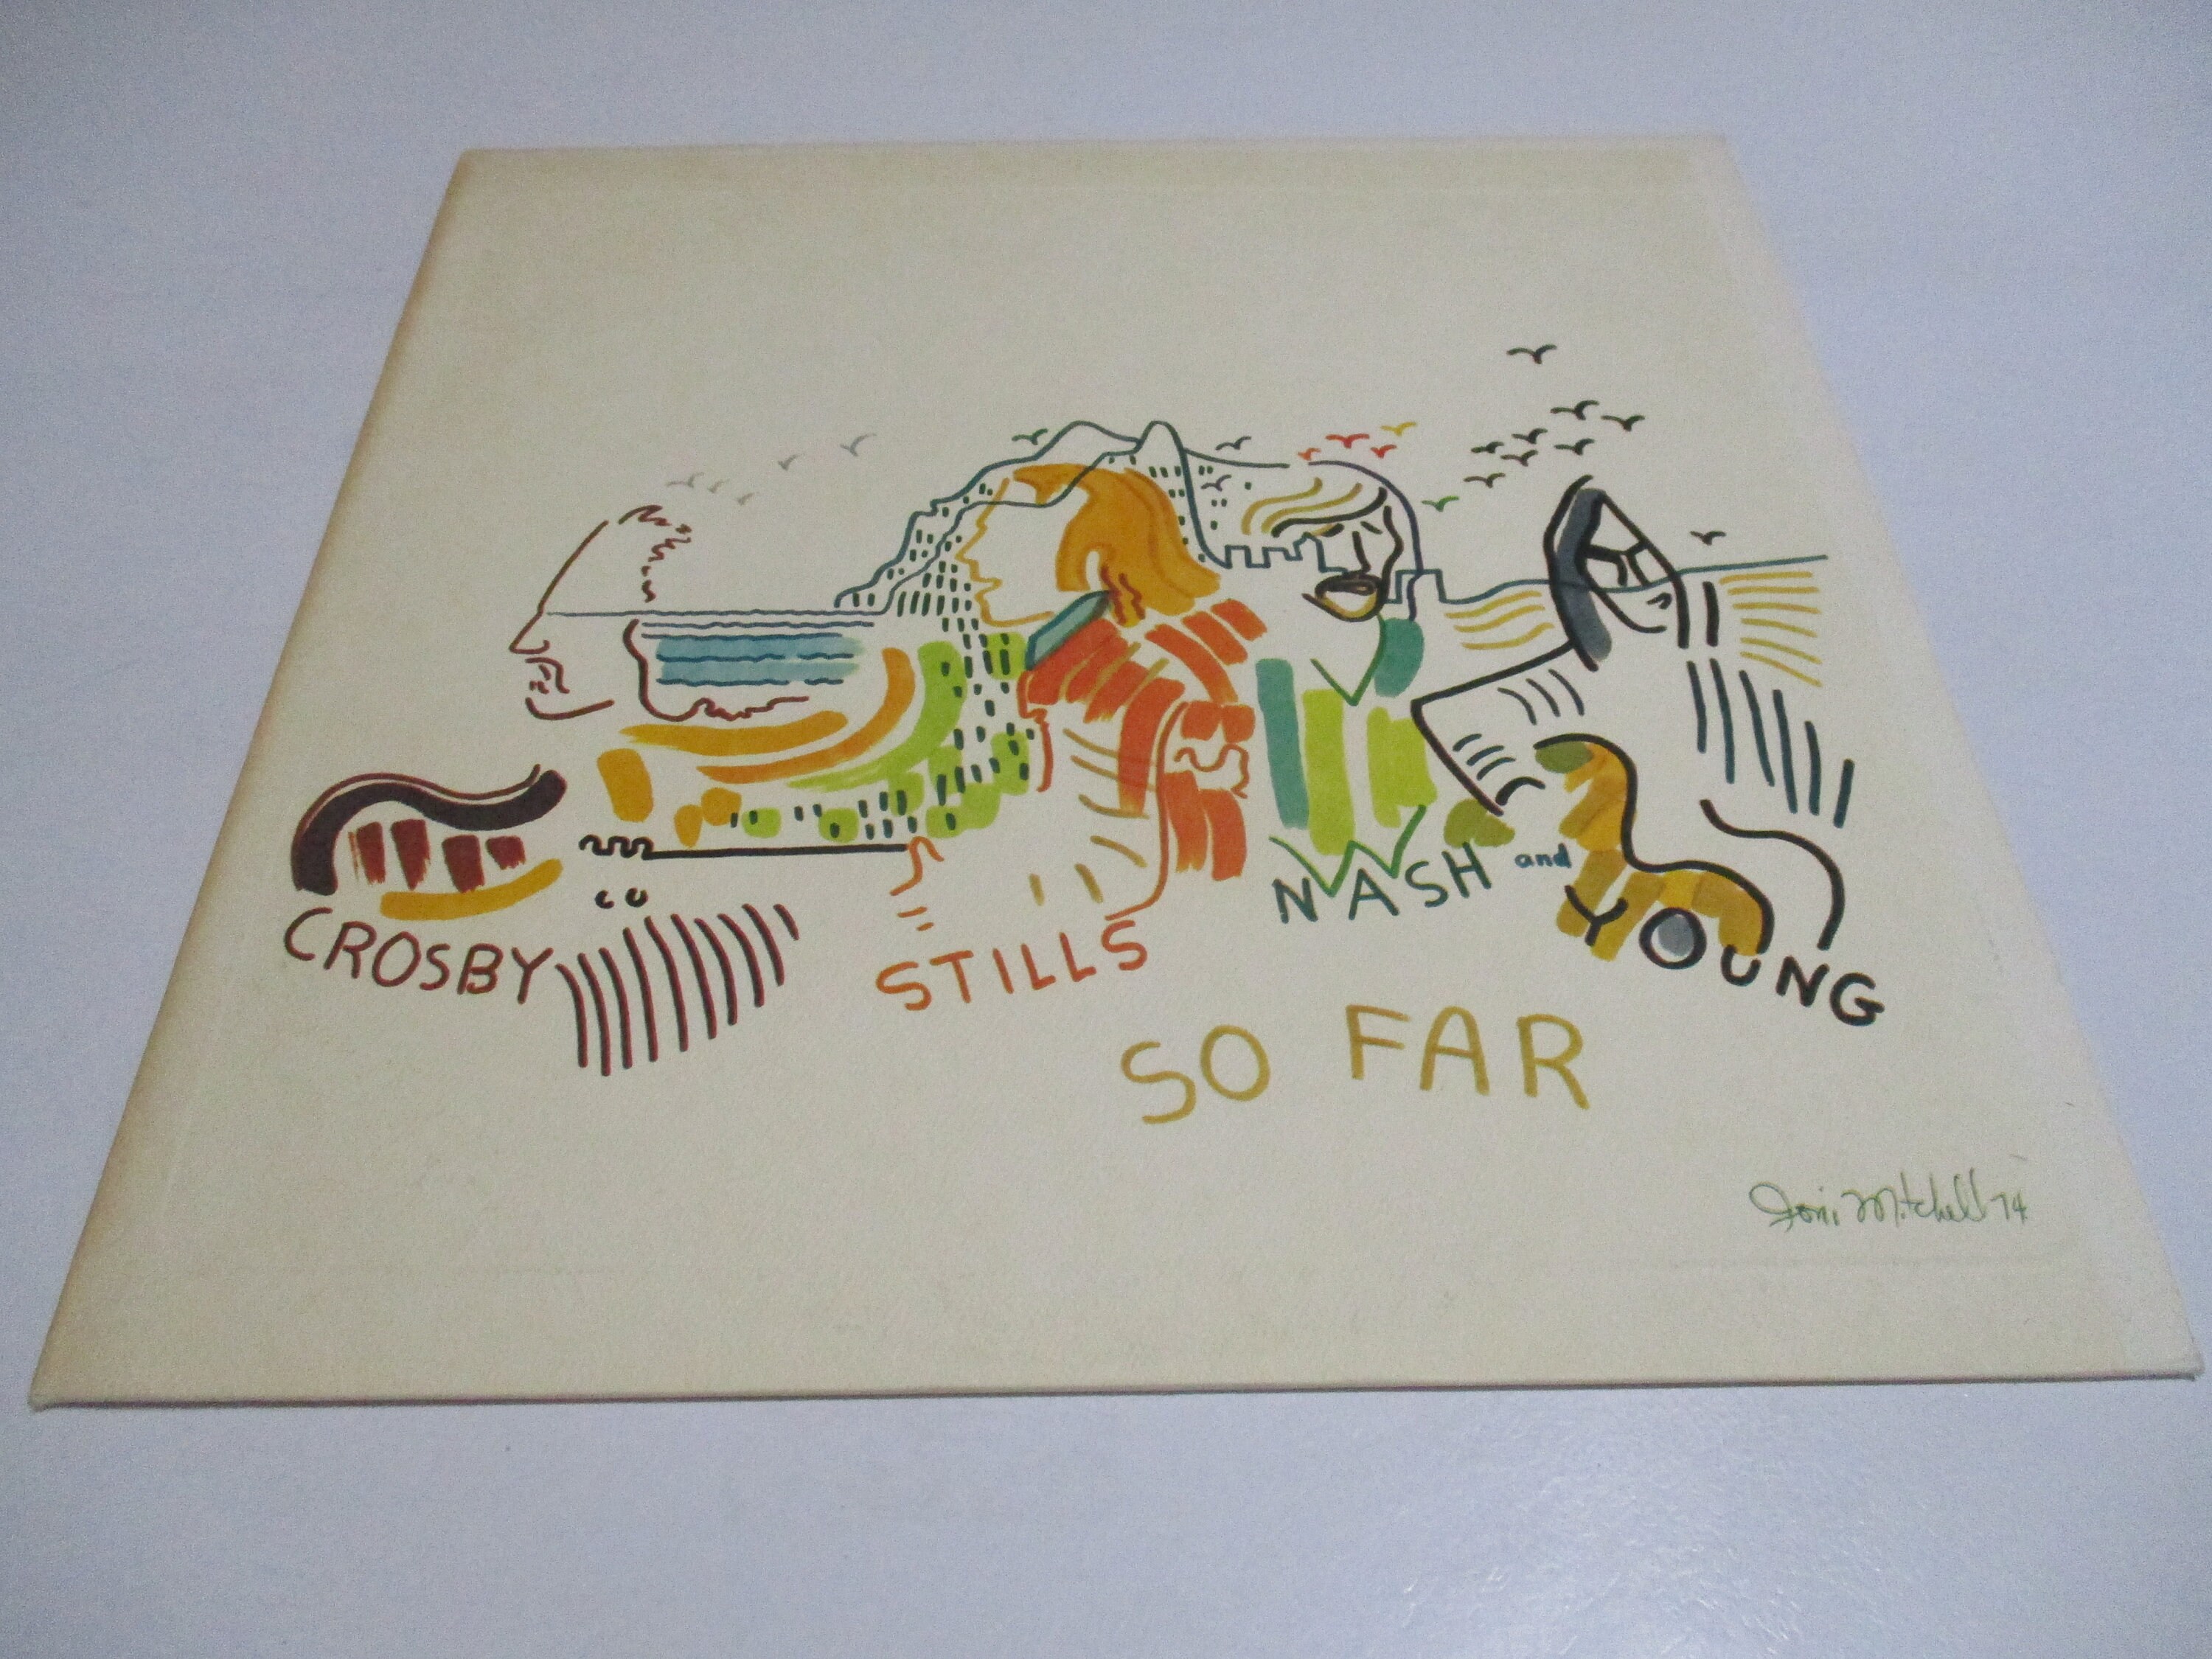 CROSBY STILLS NASH and YOUNG
SO FAR
Joni Mitchell 74